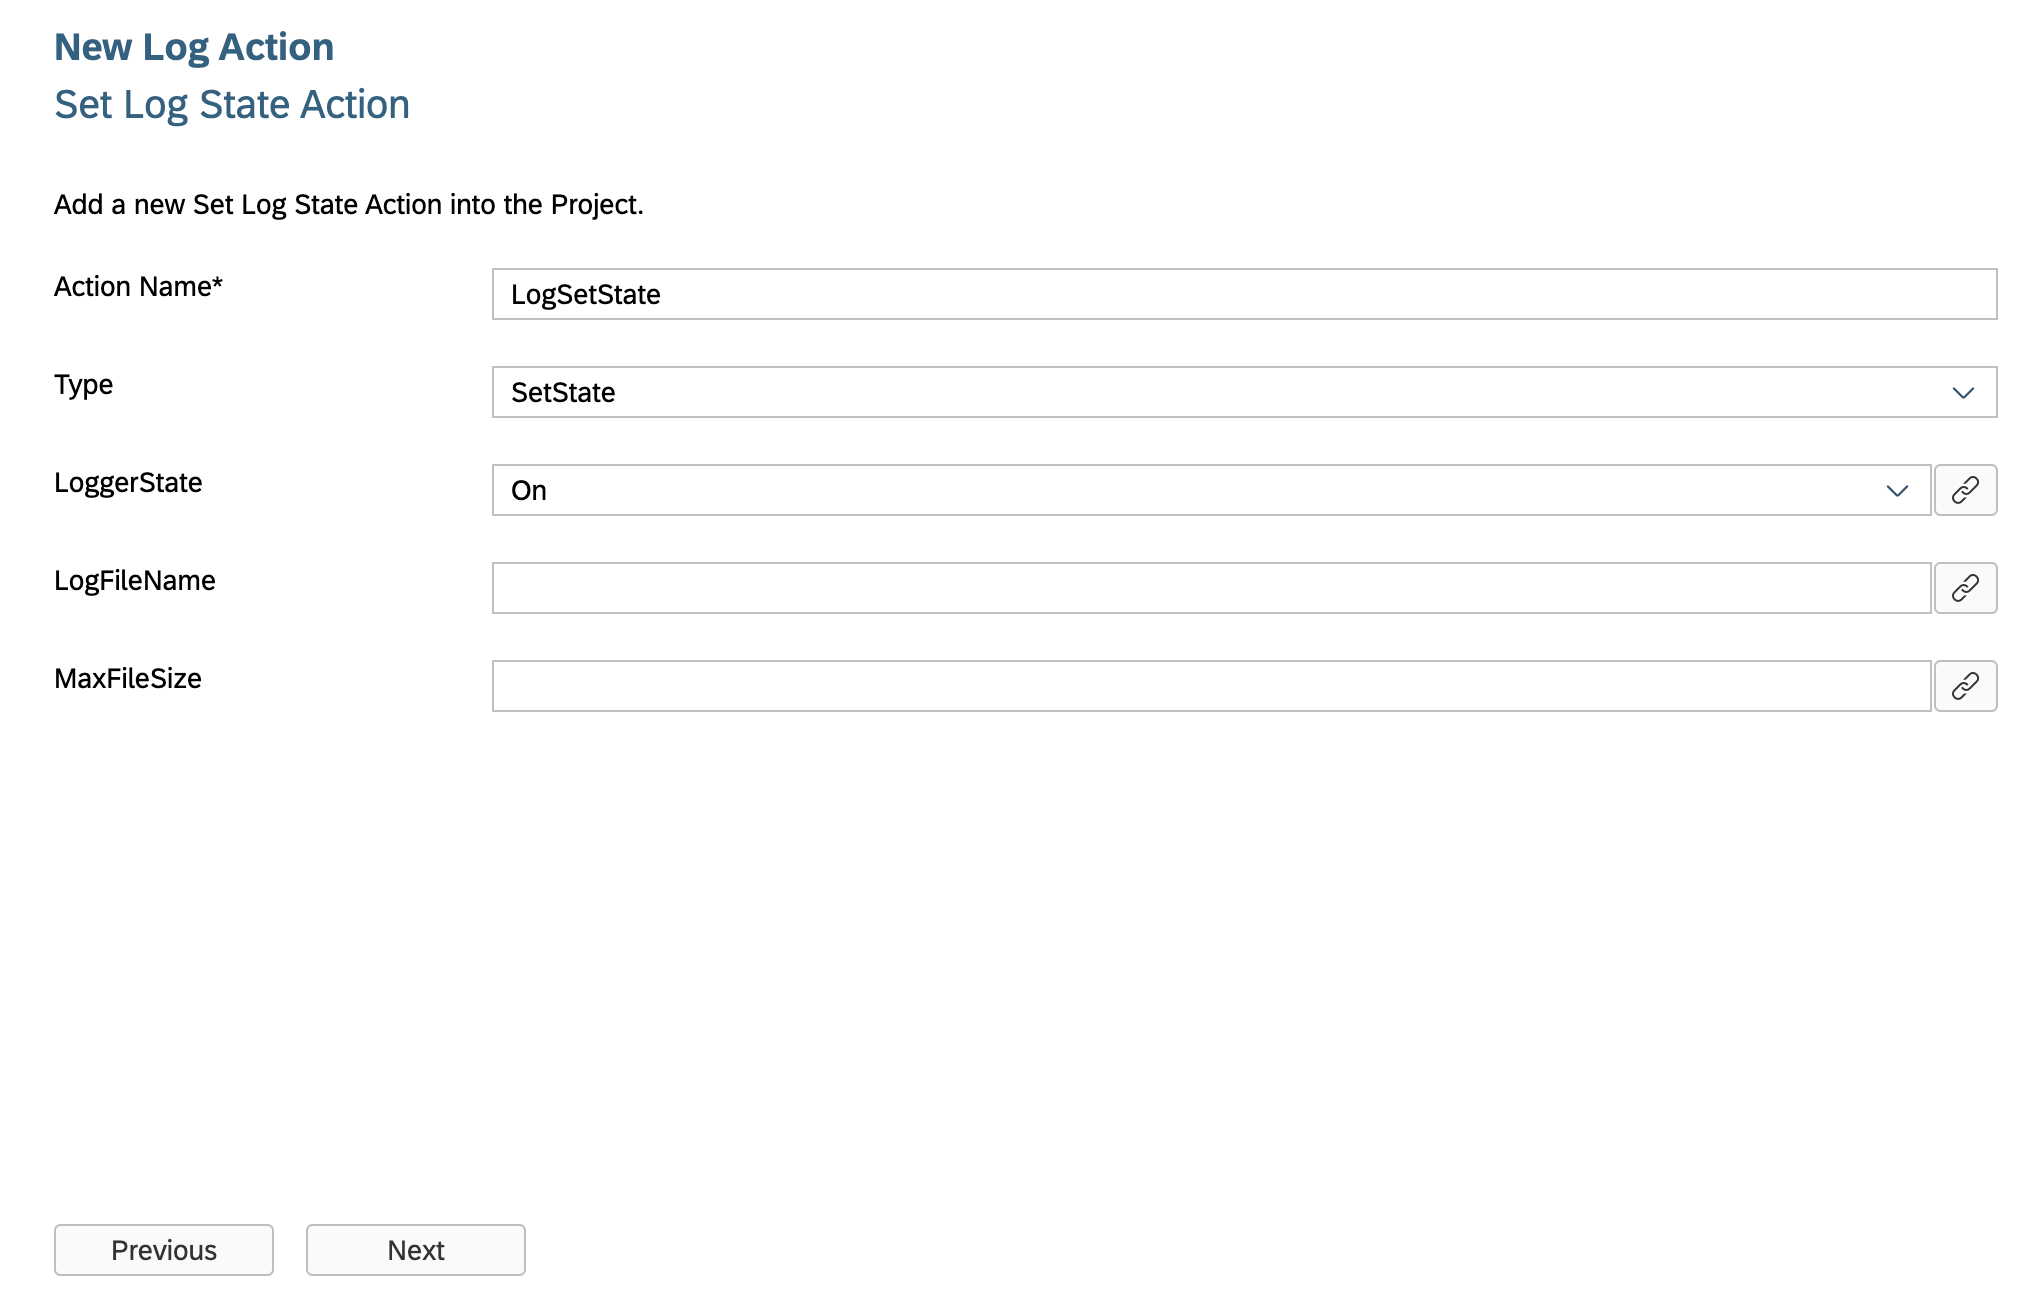 New Log Action
Set Log State Action
Add a new Set Log State Action into the Project.
Action Name*
LogSetState
Type
SetState
LoggerState
On
LogFileName
MaxFileSize
Previous
Next